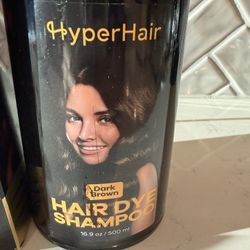 HyperHair
Dark
Brown
HAIR DYE
SHAMPOO
16.9 oz / 500 ml